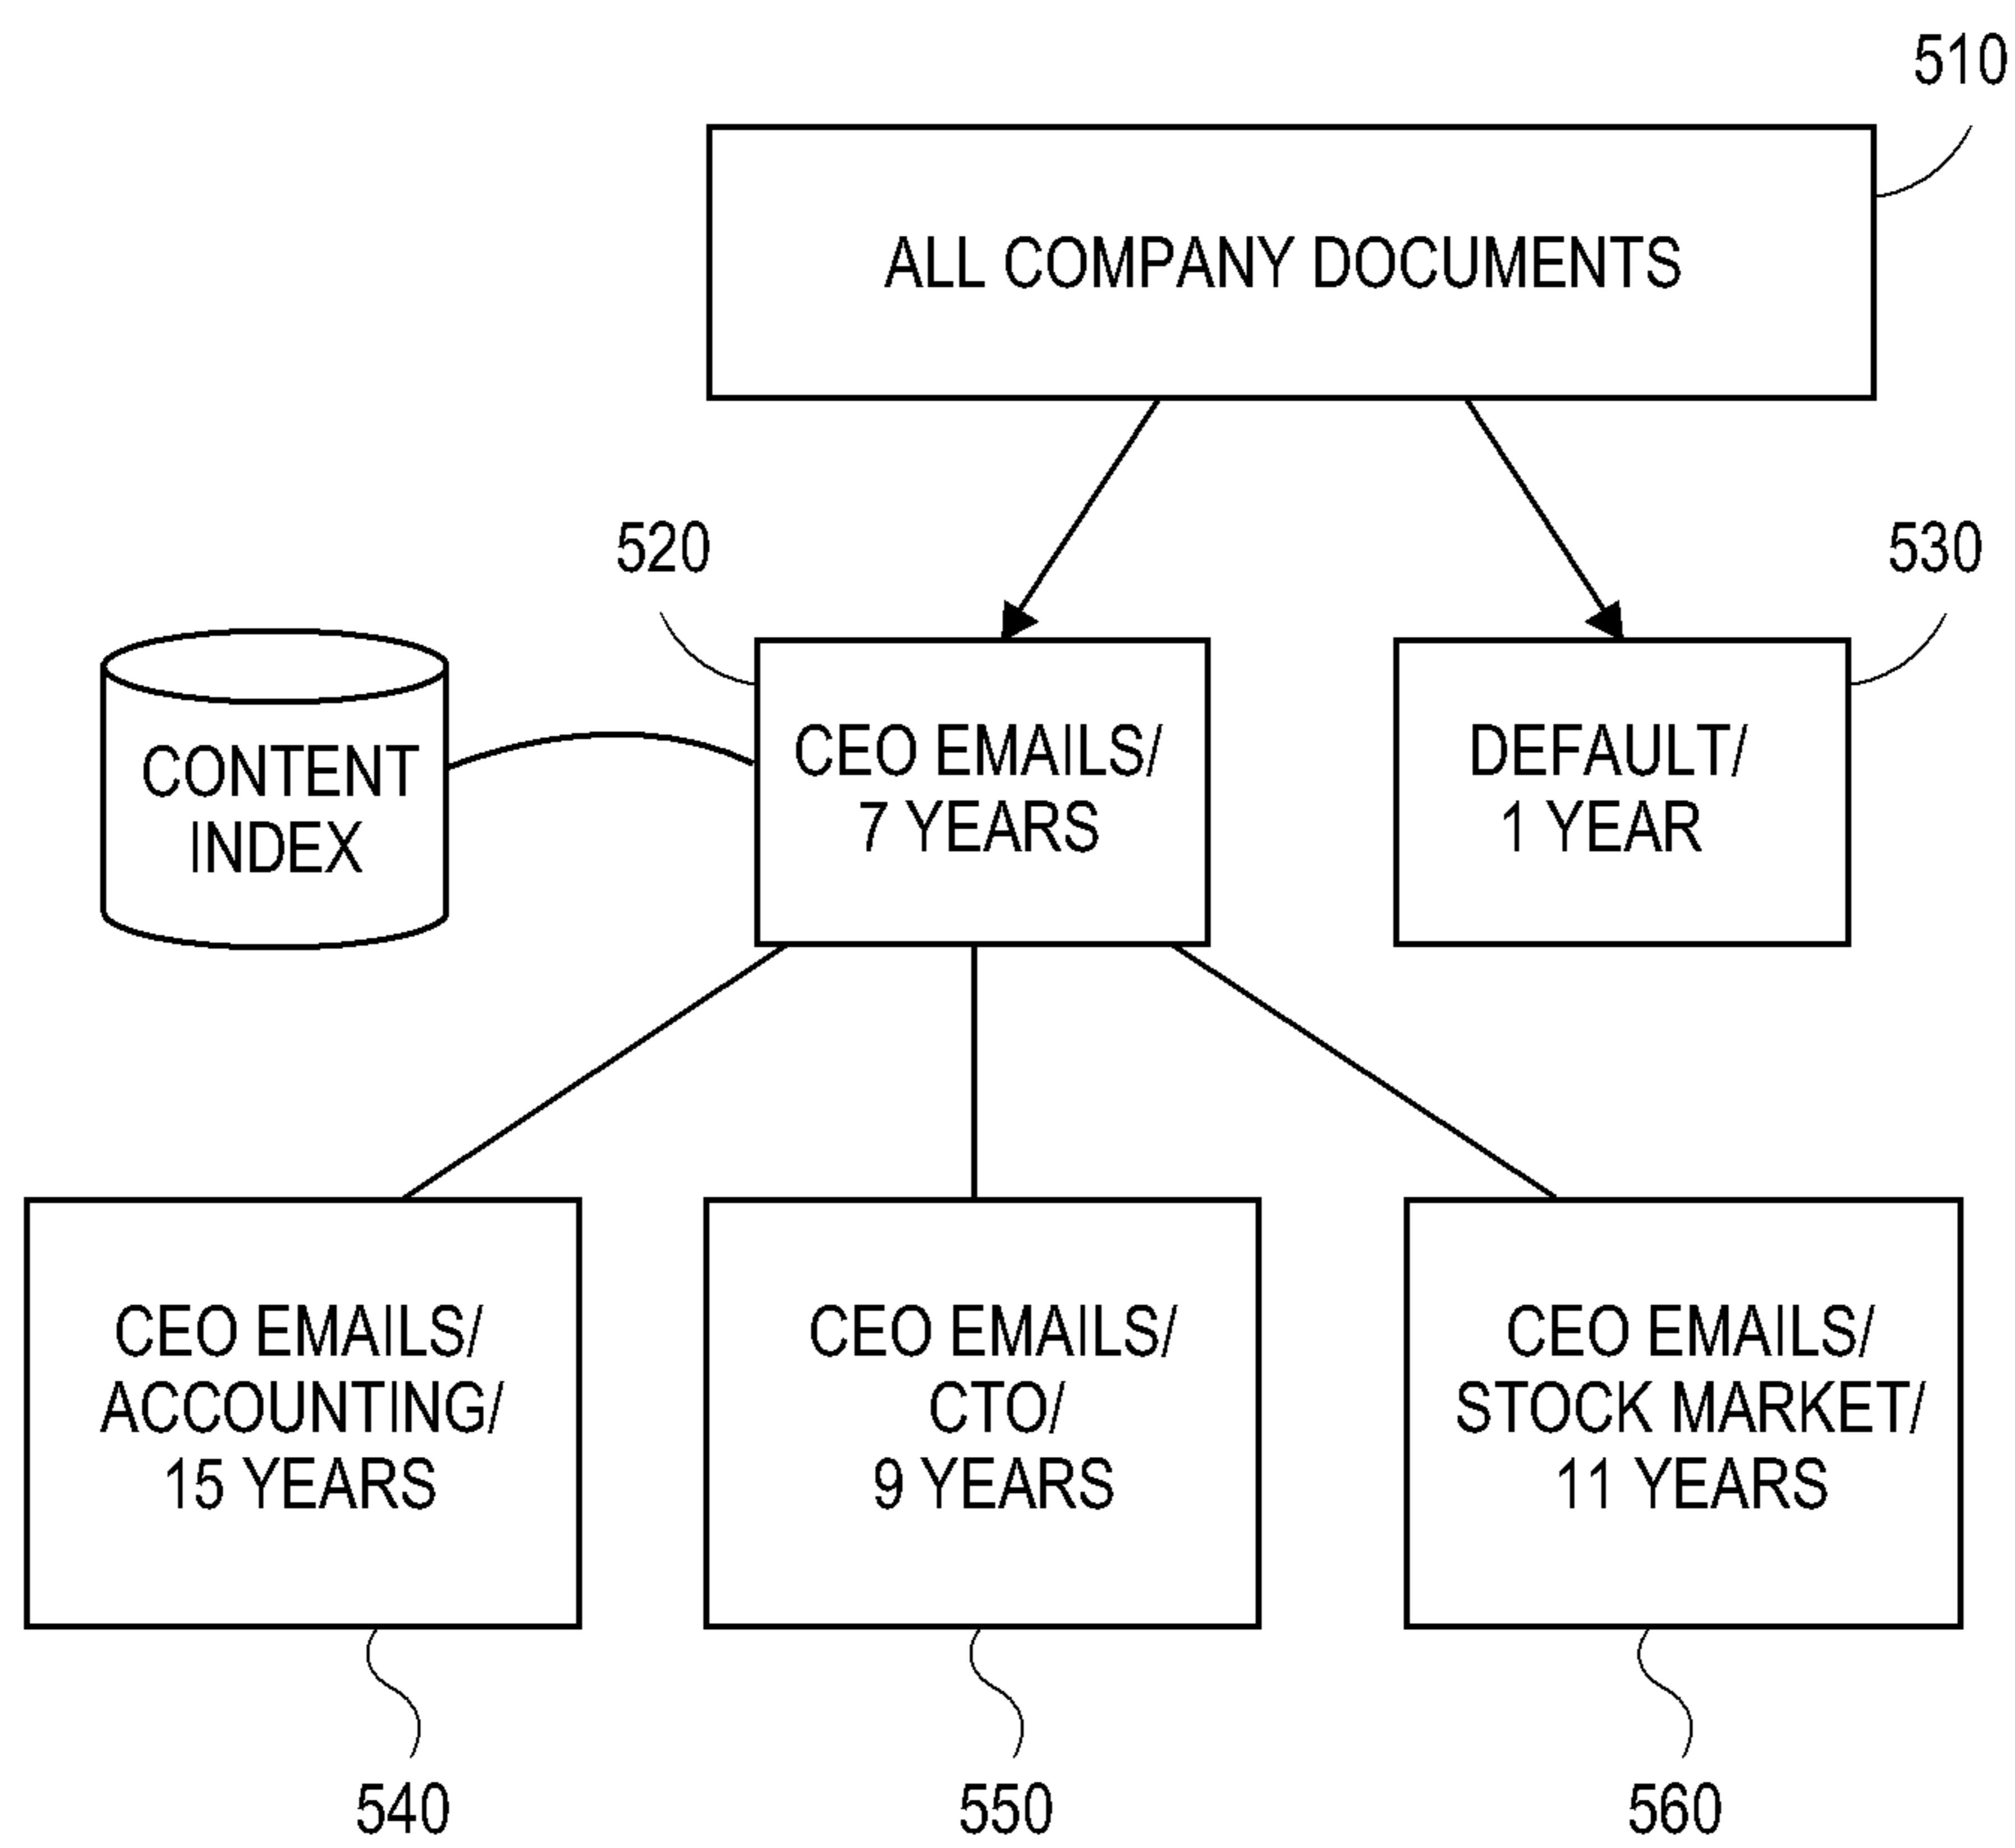 510
ALL COMPANY DOCUMENTS
520
530
CONTENT
INDEX
CEO EMAILS/
7 YEARS
DEFAULT/
1 YEAR
CEO EMAILS/
ACCOUNTING/
15 YEARS
CEO EMAILS/
CTO/
9 YEARS
CEO EMAILS/
STOCK MARKET/
11 YEARS
540
550
560